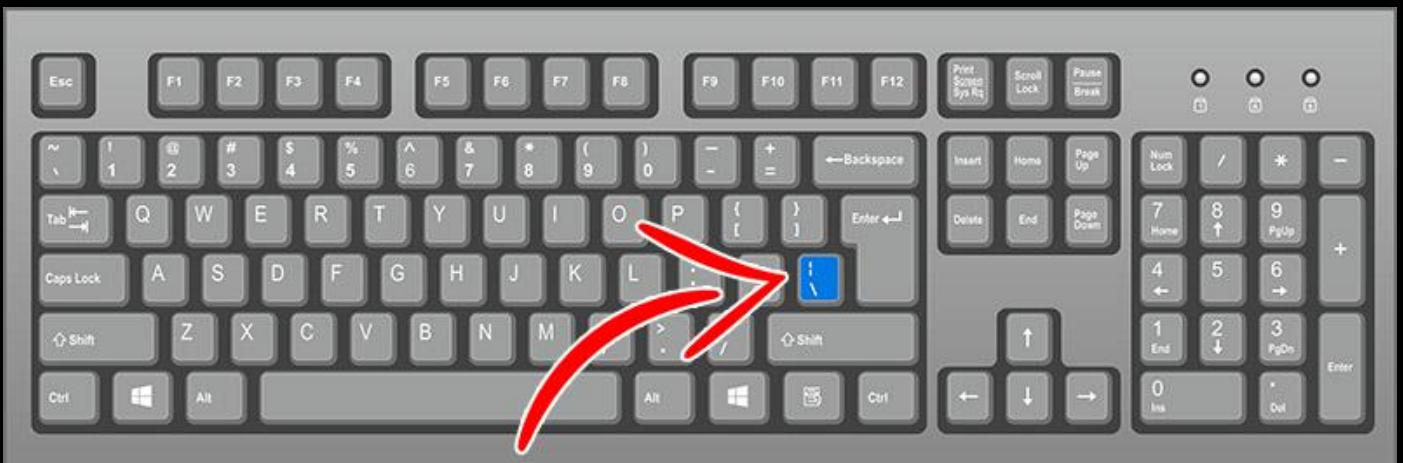 Esc F1 F2 F3 F4 F5 F6 F7 F8 F9 F10 F11 F12 Print Screen Sys Rq Scroll Lock Pause Break
~ ` ! 1 @ 2 # 3 $ 4 % 5 ^ 6 & 7 * 8 ( 9 ) 0 _ - + = ←Backspace Insert Home Page Up Num Lock / * −
Tab Q W E R T Y U I O P { [ } ] Enter Delete End Page Down 7 Home 8 ↑ 9 PgUp +
Caps Lock A S D F G H J K L ¦ \ 4 ← 5 6 →
Shift Z X C V B N M > . / Shift ↑ 1 End 2 ↓ 3 PgDn Enter
Ctrl Alt Alt Ctrl ← ↓ → 0 Ins . Del